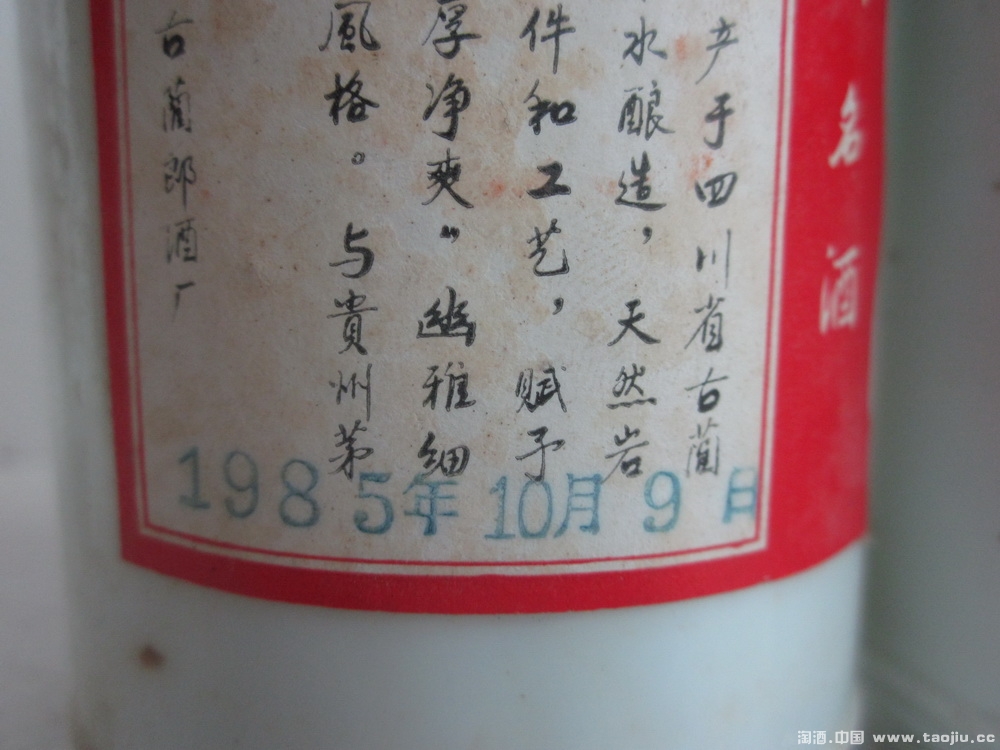 名酒
产于四川省古蔺
水酿造，天然岩
件和工艺，赋予
厚净爽"幽雅细
風格。与貴州茅
古蔺郎酒厂
1985年10月9日
淘酒.中国 www.taojiu.cc